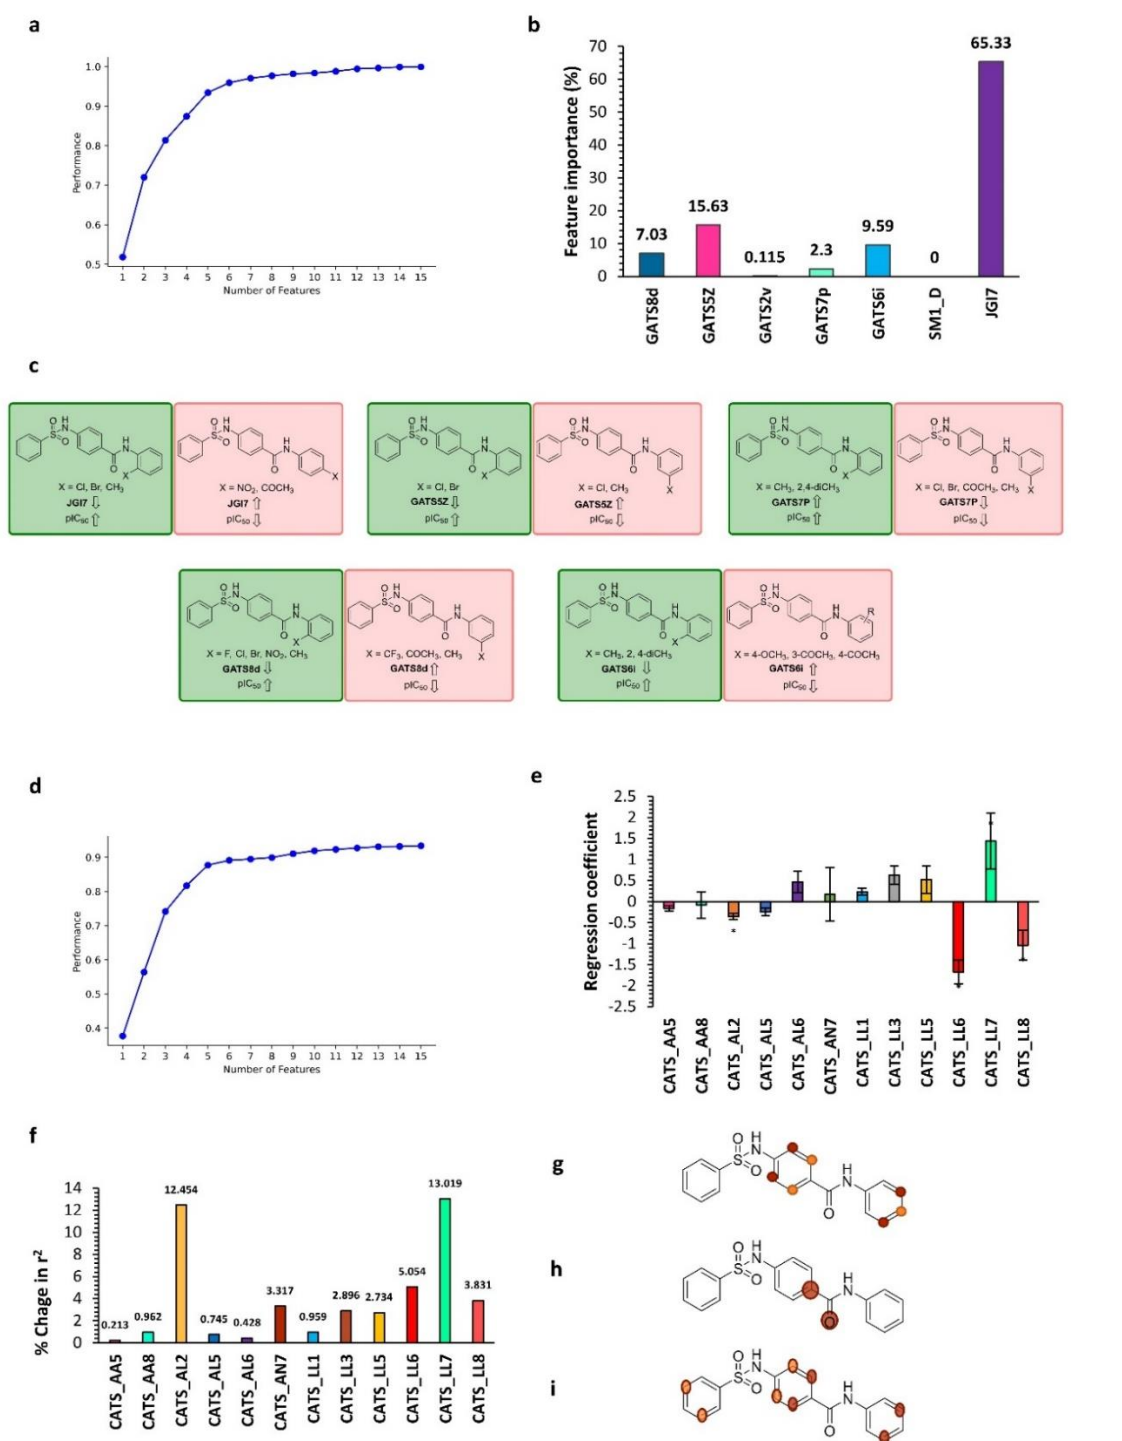 a
1.0
0.9
0.8
0.7
0.6
0.5
Performance
1 2 3 4 5 6 7 8 9 10 11 12 13 14 15
Number of Features
b
Feature importance (%)
70
60
50
40
30
20
10
0
7.03
15.63
0.115
2.3
9.59
0
65.33
GATS8d
GATS5Z
GATS2v
GATS7p
GATS6i
SM1_D
JGI7
c
X = Cl, Br, CH₃
JGI7 ⇩
pIC₅₀ ⇧
X = NO₂, COCH₃
JGI7 ⇧
pIC₅₀ ⇩
X = Cl, Br
GATS5Z ⇩
pIC₅₀ ⇧
X = Cl, CH₃
GATS5Z ⇧
pIC₅₀ ⇩
X = CH₃, 2,4-diCH₃
GATS7P ⇧
pIC₅₀ ⇧
X = Cl, Br, COCH₃, CH₃
GATS7P ⇩
pIC₅₀ ⇩
X = F, Cl, Br, NO₂, CH₃
GATS8d ⇩
pIC₅₀ ⇧
X = CF₃, COCH₃, CH₃
GATS8d ⇧
pIC₅₀ ⇩
X = CH₃, 2, 4-diCH₃
GATS6i ⇩
pIC₅₀ ⇧
X = 4-OCH₃, 3-COCH₃, 4-COCH₃
GATS6i ⇧
pIC₅₀ ⇩
d
0.9
0.8
0.7
0.6
0.5
0.4
Performance
1 2 3 4 5 6 7 8 9 10 11 12 13 14 15
Number of Features
e
Regression coefficient
2.5
2
1.5
1
0.5
0
-0.5
-1
-1.5
-2
-2.5
CATS_AA5
CATS_AA8
CATS_AL2
CATS_AL5
CATS_AL6
CATS_AN7
CATS_LL1
CATS_LL3
CATS_LL5
CATS_LL6
CATS_LL7
CATS_LL8
f
% Chage in r²
14
12
10
8
6
4
2
0
0.213
0.962
12.454
0.745
0.428
3.317
0.959
2.896
2.734
5.054
13.019
3.831
CATS_AA5
CATS_AA8
CATS_AL2
CATS_AL5
CATS_AL6
CATS_AN7
CATS_LL1
CATS_LL3
CATS_LL5
CATS_LL6
CATS_LL7
CATS_LL8
g
h
i